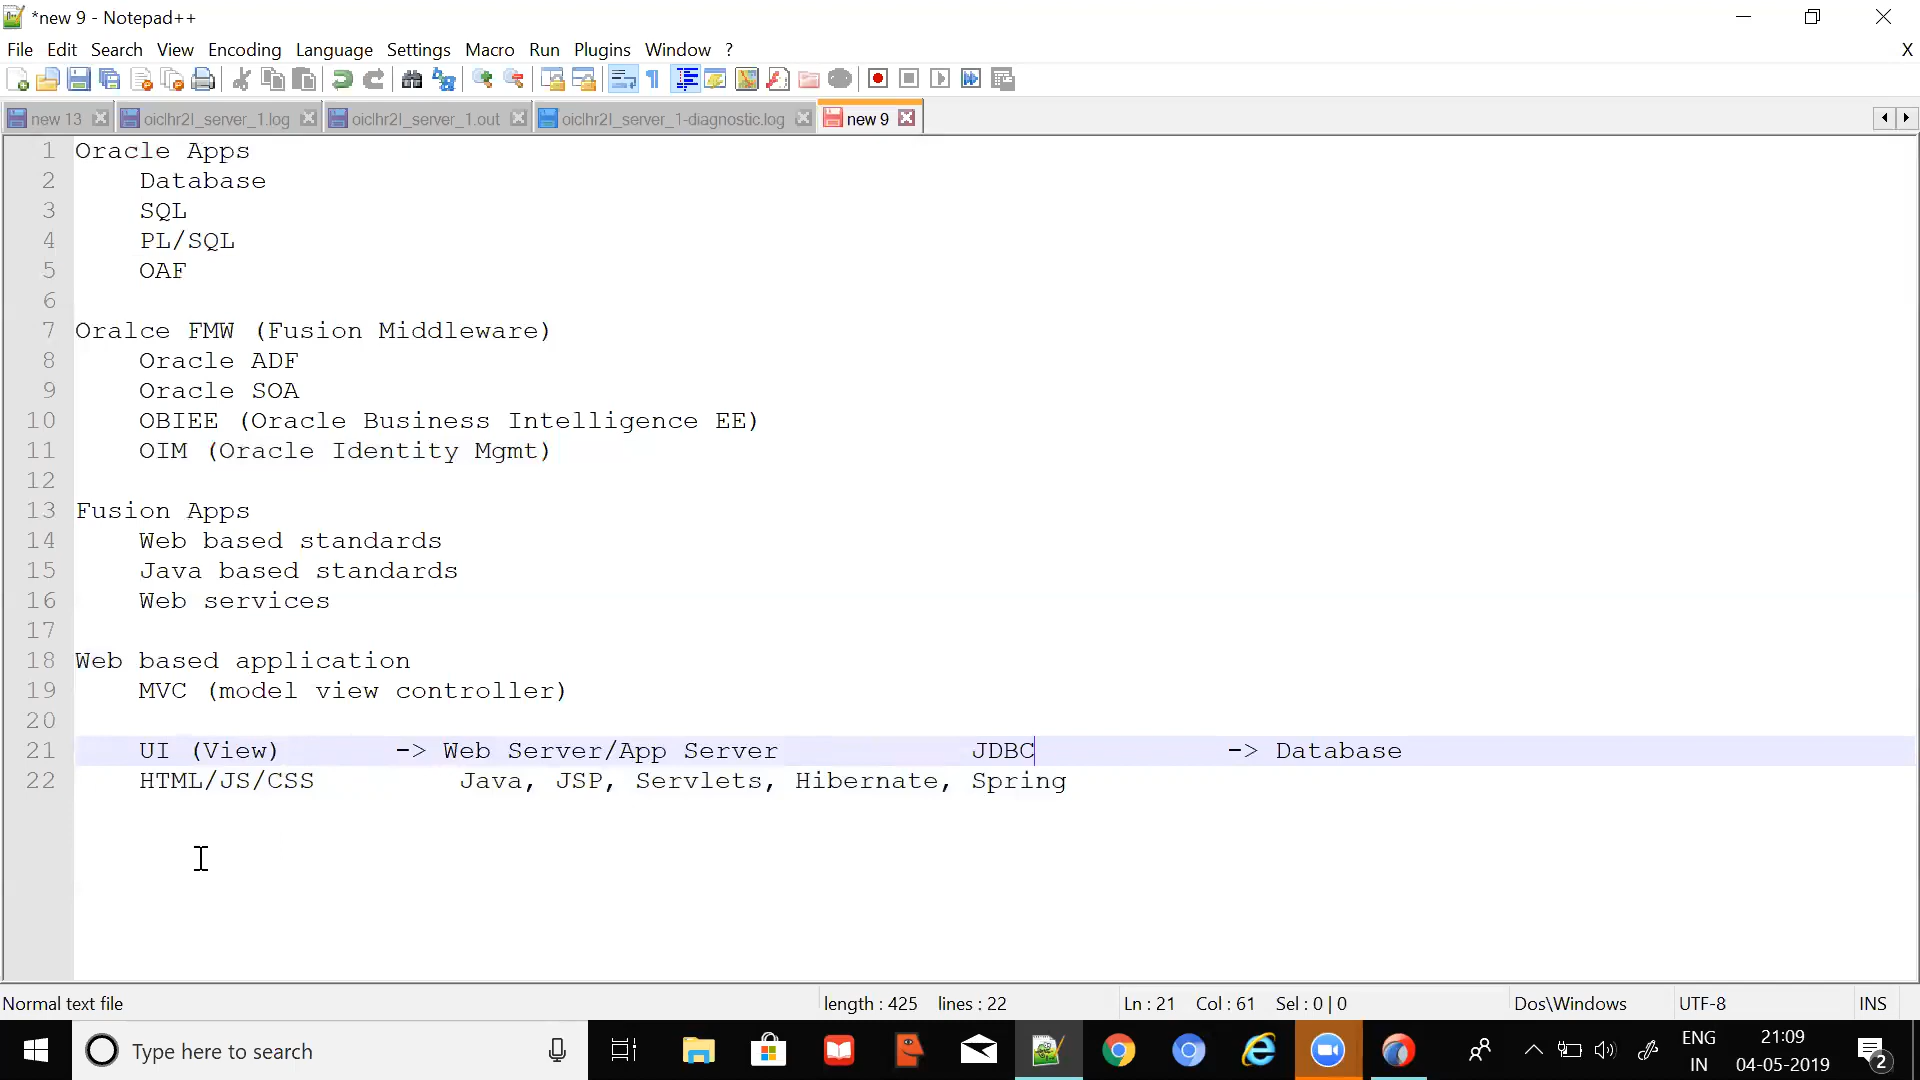 *new 9 - Notepad++
File Edit Search View Encoding Language Settings Macro Run Plugins Window ? X
new 13 oiclhr2l_server_1.log oiclhr2l_server_1.out oiclhr2l_server_1-diagnostic.log new 9
1 Oracle Apps
2 Database
3 SQL
4 PL/SQL
5 OAF
6
7 Oralce FMW (Fusion Middleware)
8 Oracle ADF
9 Oracle SOA
10 OBIEE (Oracle Business Intelligence EE)
11 OIM (Oracle Identity Mgmt)
12
13 Fusion Apps
14 Web based standards
15 Java based standards
16 Web services
17
18 Web based application
19 MVC (model view controller)
20
21 UI (View) -> Web Server/App Server JDBC -> Database
22 HTML/JS/CSS Java, JSP, Servlets, Hibernate, Spring
Normal text file length : 425 lines : 22 Ln : 21 Col : 61 Sel : 0 | 0 Dos\Windows UTF-8 INS
Type here to search ENG 21:09
IN 04-05-2019 2